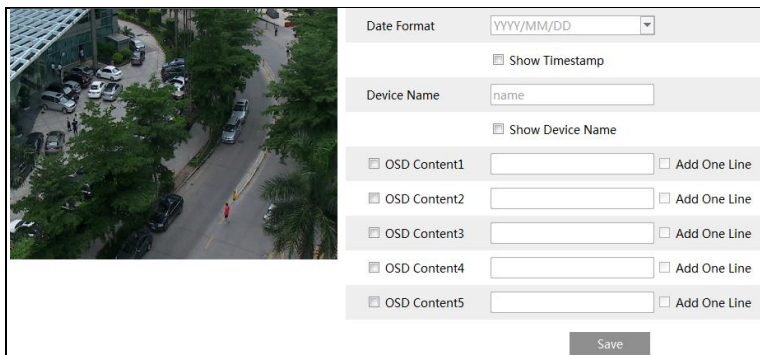 Date Format YYYY/MM/DD
Show Timestamp
Device Name name
Show Device Name
OSD Content1 Add One Line
OSD Content2 Add One Line
OSD Content3 Add One Line
OSD Content4 Add One Line
OSD Content5 Add One Line
Save